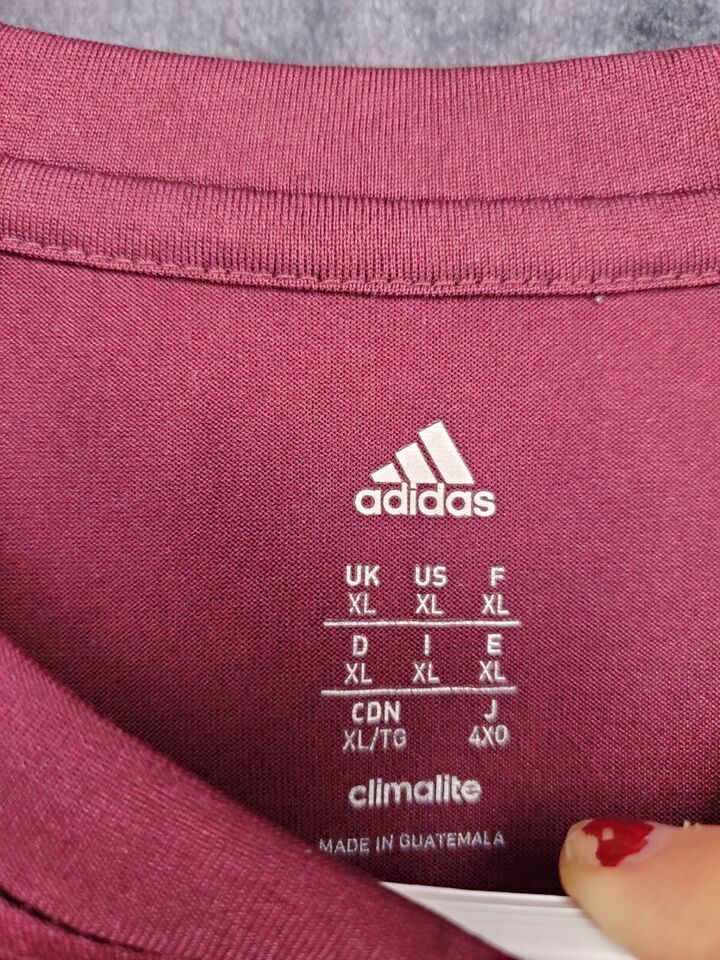 adidas
UK US F
XL XL XL
D I E
XL XL XL
CDN J
XL/TG 4XO
climalite
MADE IN GUATEMALA